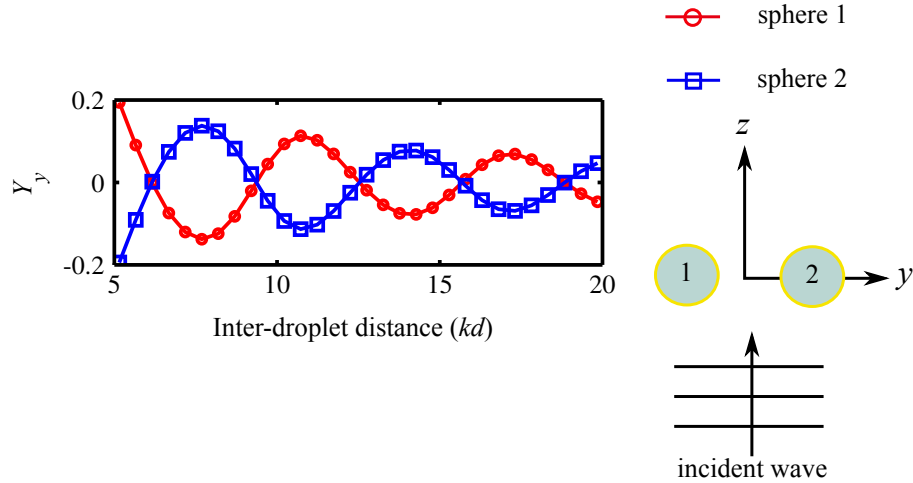 sphere 1
sphere 2
0.2
0
-0.2
Y_y
5
10
15
20
Inter-droplet distance (kd)
z
1
2
y
incident wave